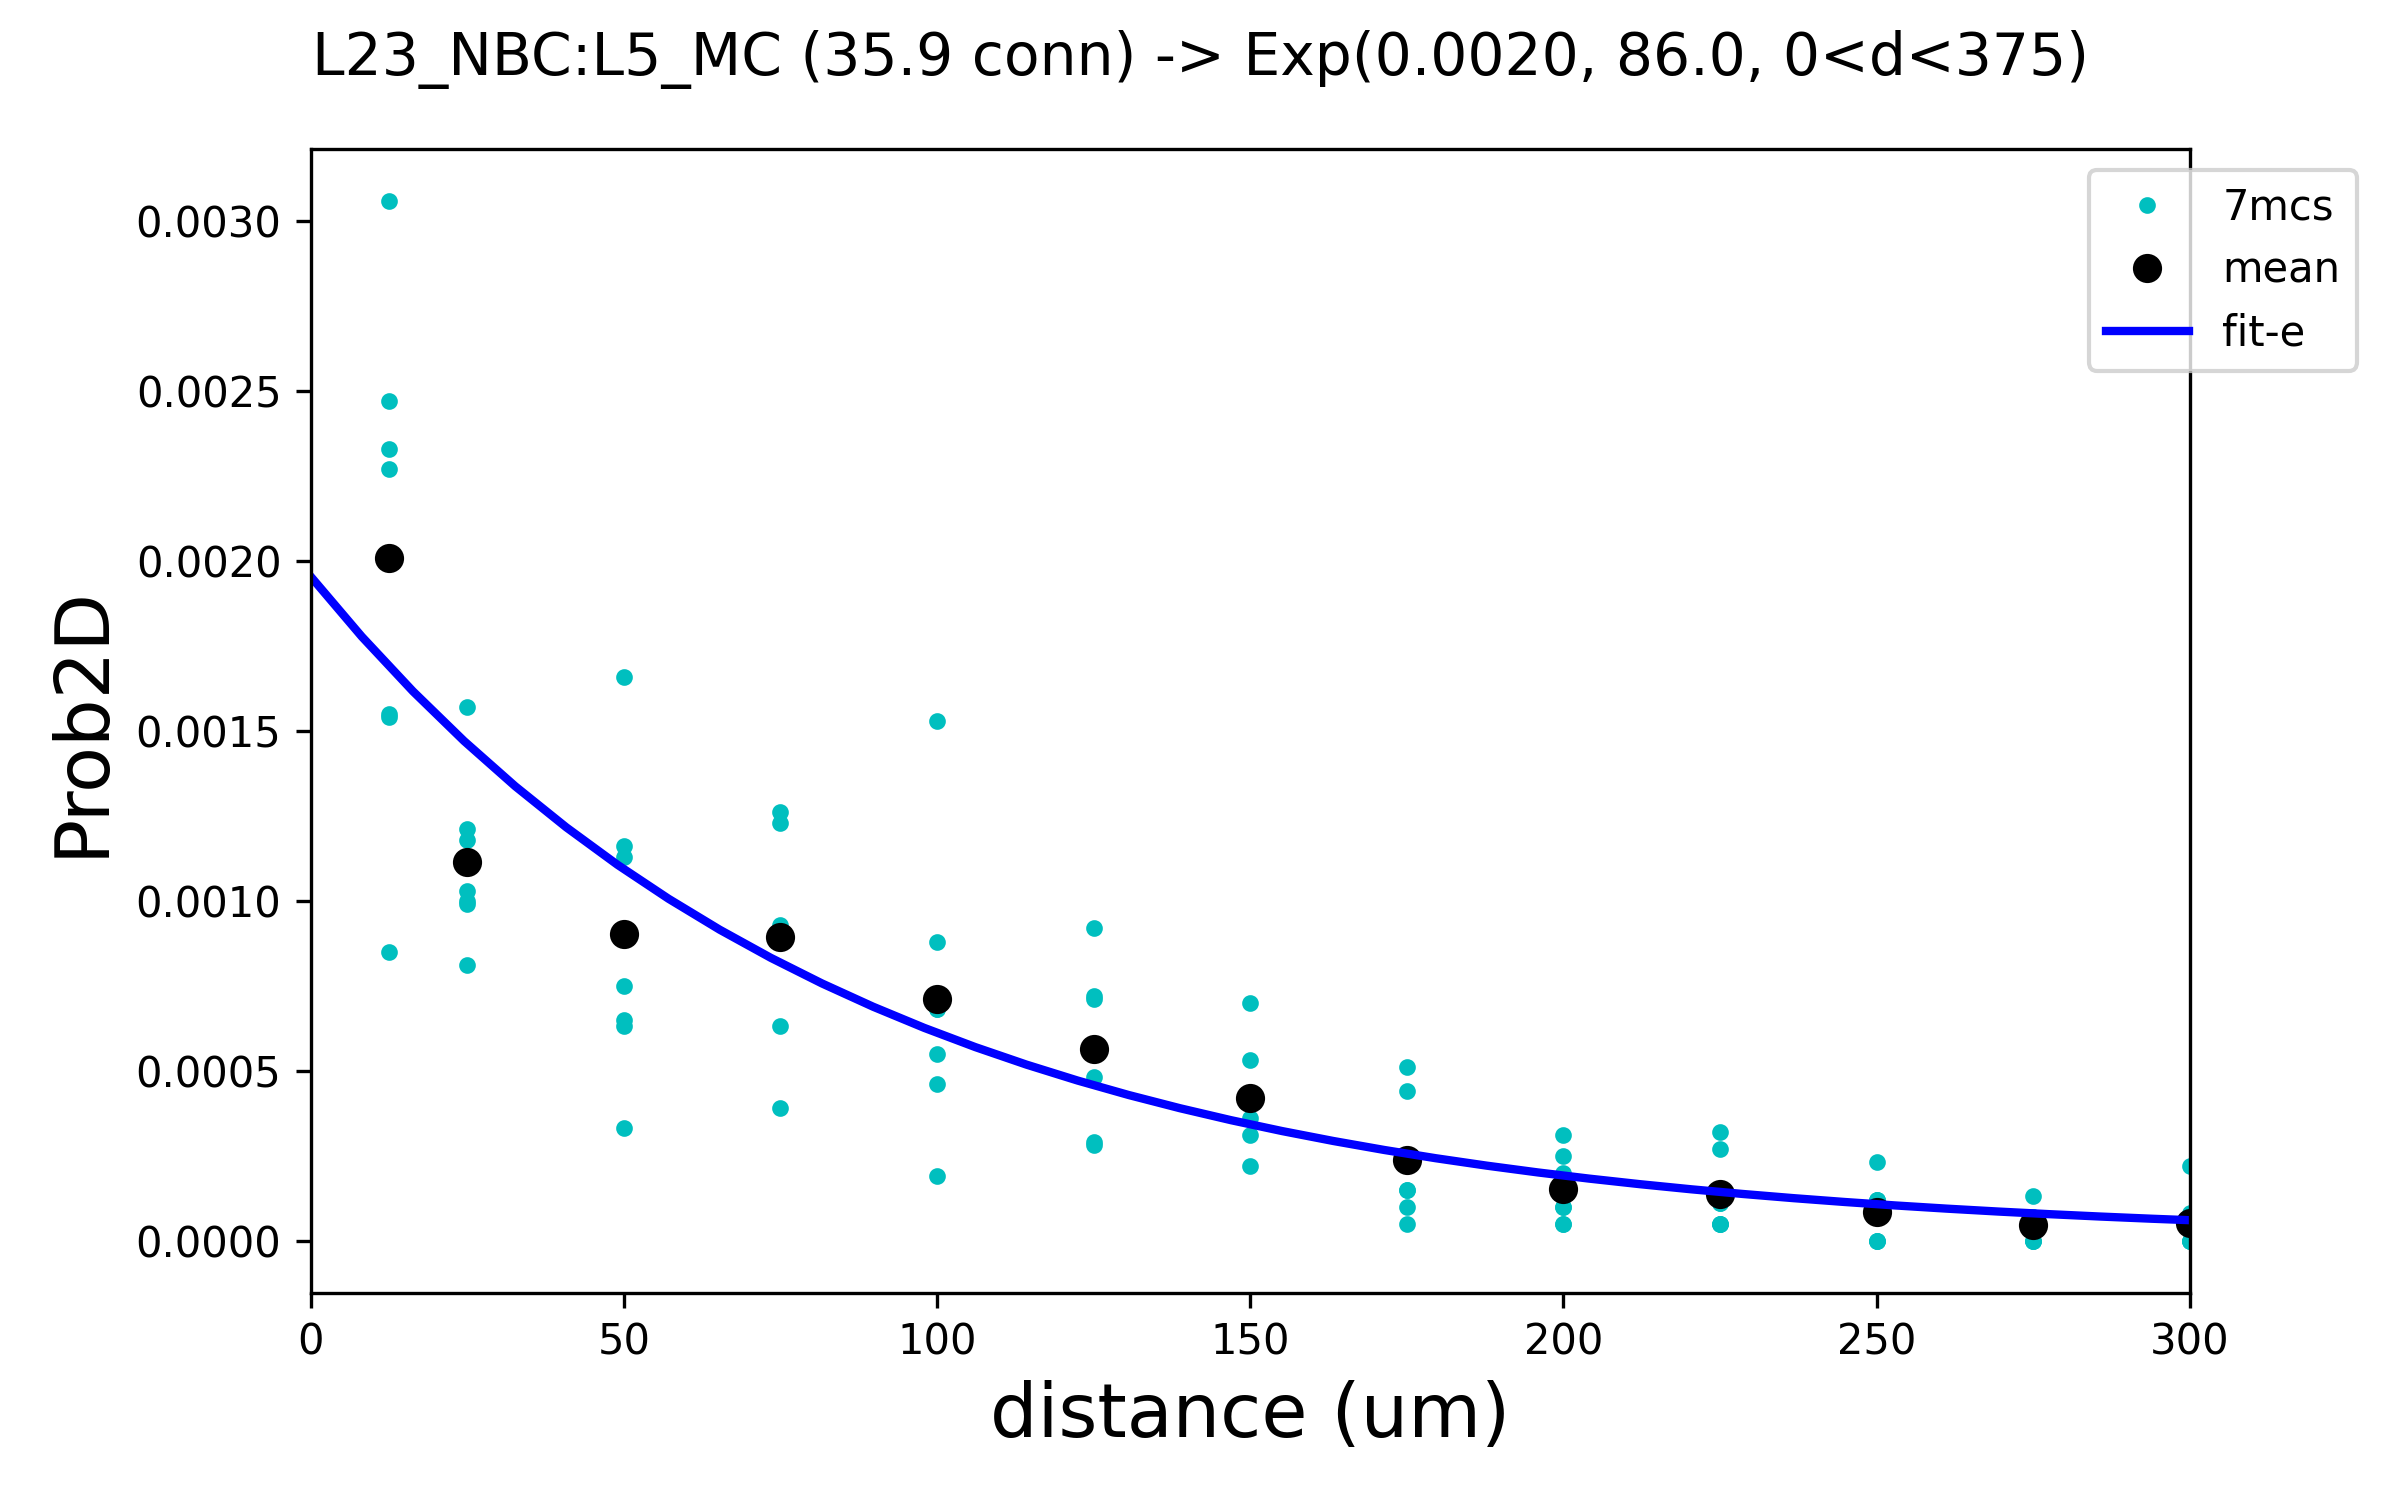 L23_NBC:L5_MC (35.9 conn) -> Exp(0.0020, 86.0, 0<d<375)
7mcs
mean
fit-e
0.0030
0.0025
0.0020
0.0015
0.0010
0.0005
0.0000
Prob2D
0 50 100 150 200 250 300
distance (um)